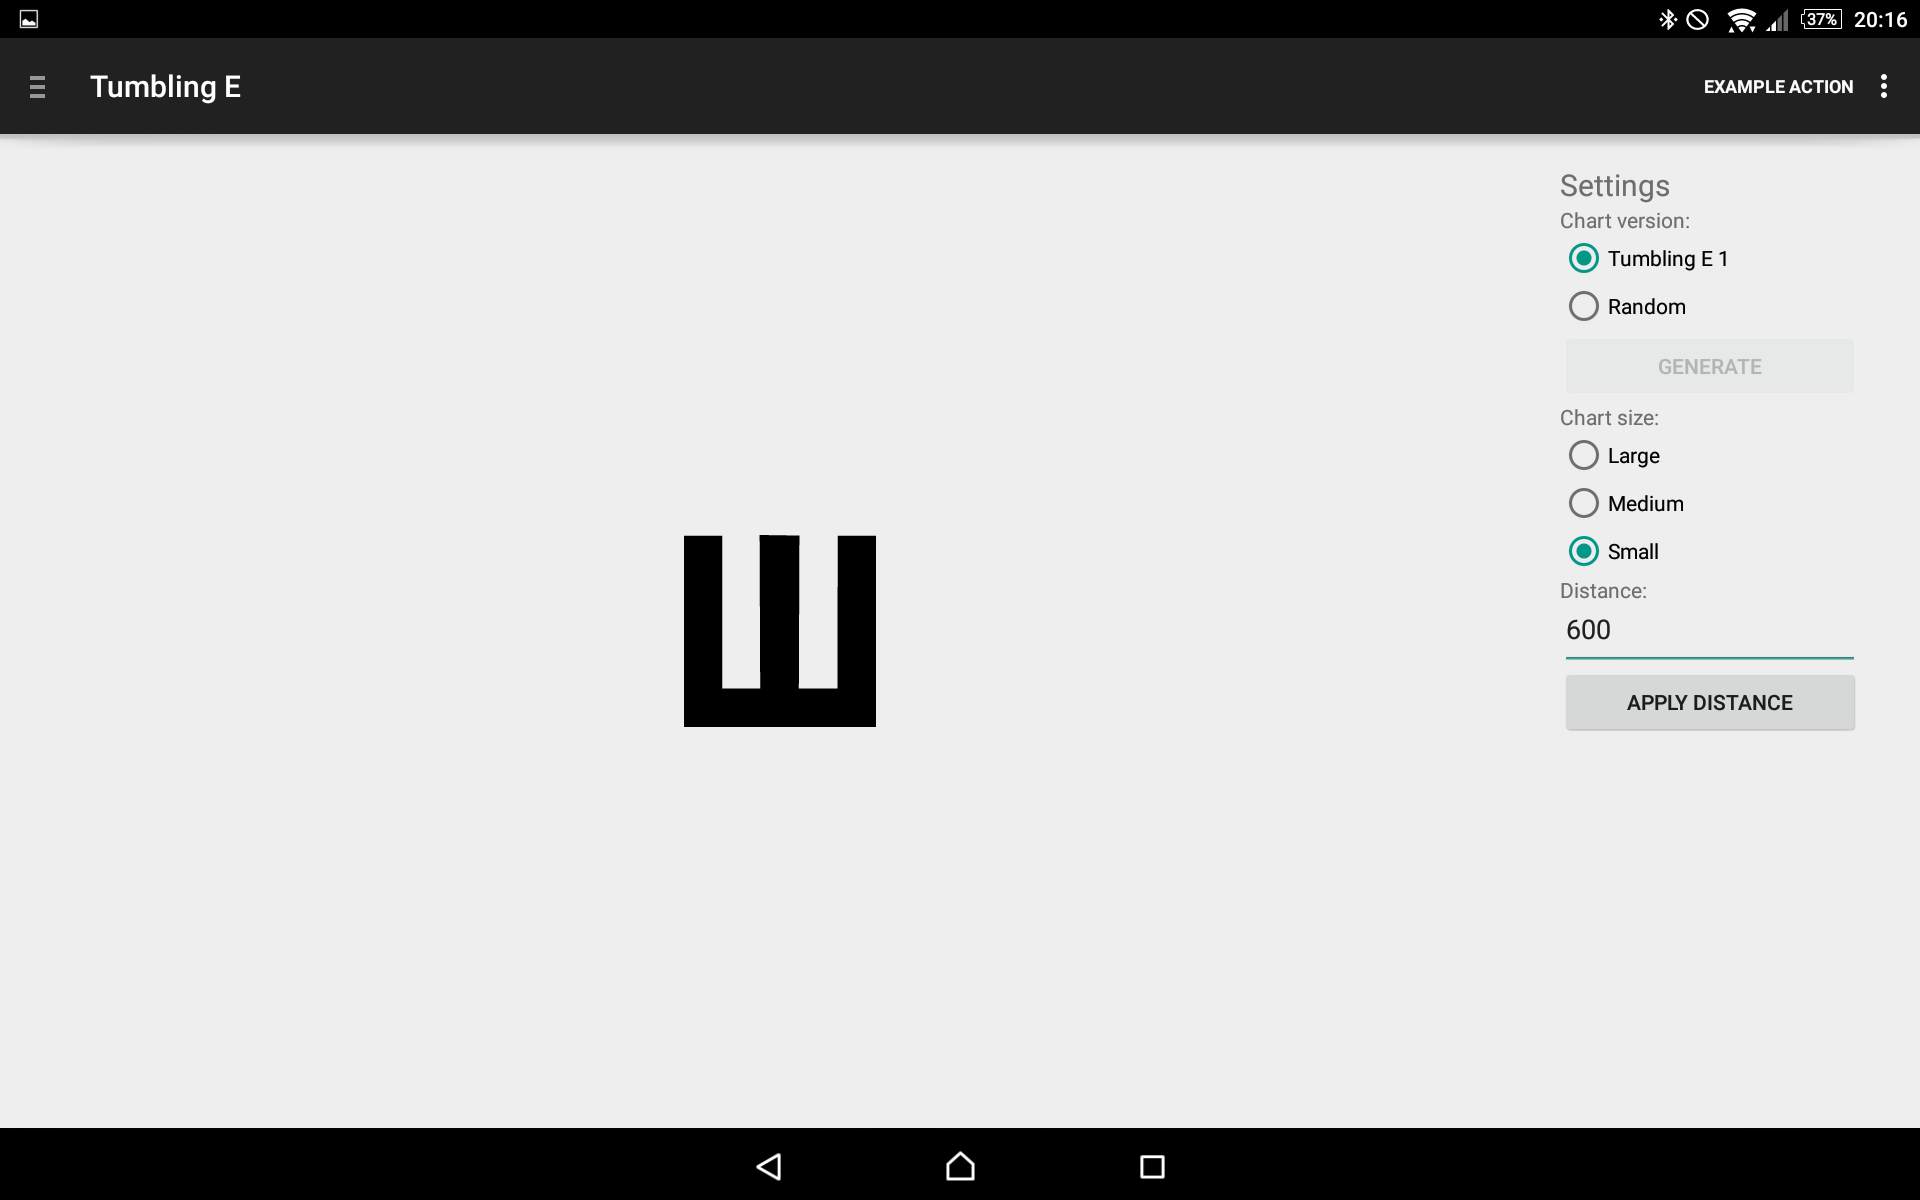 37%
20:16
Tumbling E
EXAMPLE ACTION
Settings
Chart version:
Tumbling E 1
Random
GENERATE
Chart size:
Large
Medium
Small
Distance:
600
APPLY DISTANCE